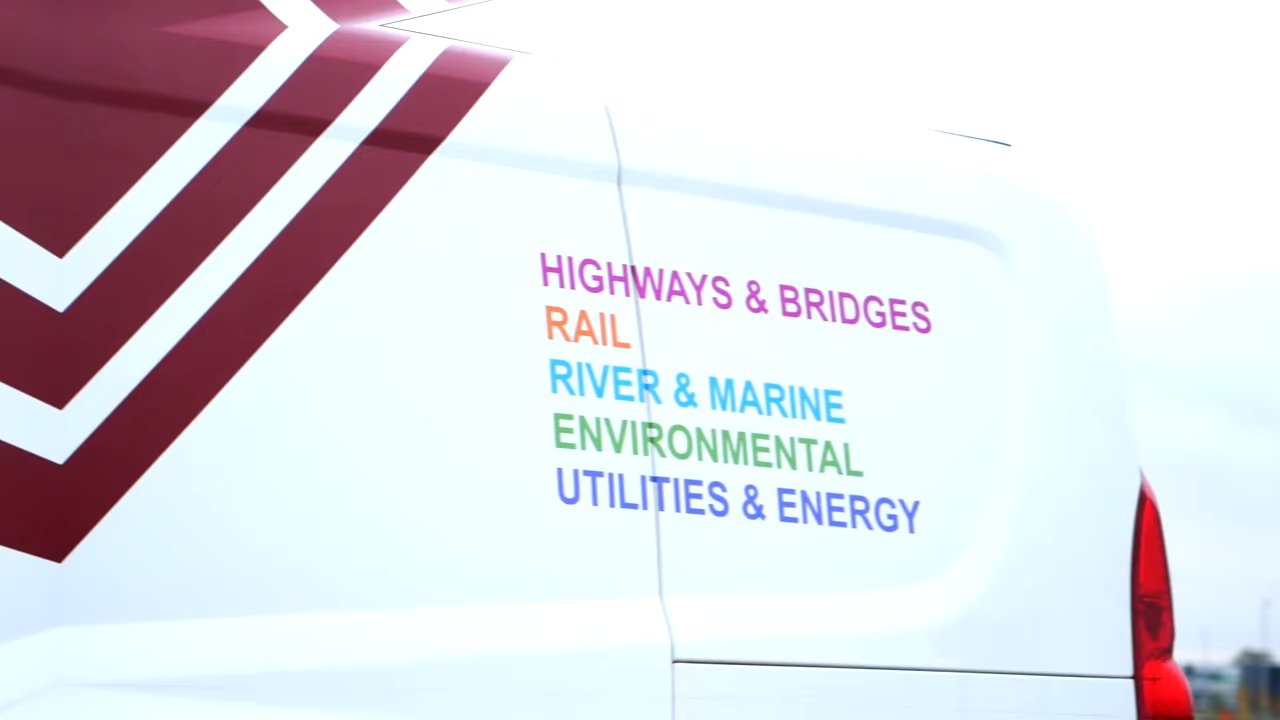 HIGHWAYS & BRIDGES
RAIL
RIVER & MARINE
ENVIRONMENTAL
UTILITIES & ENERGY